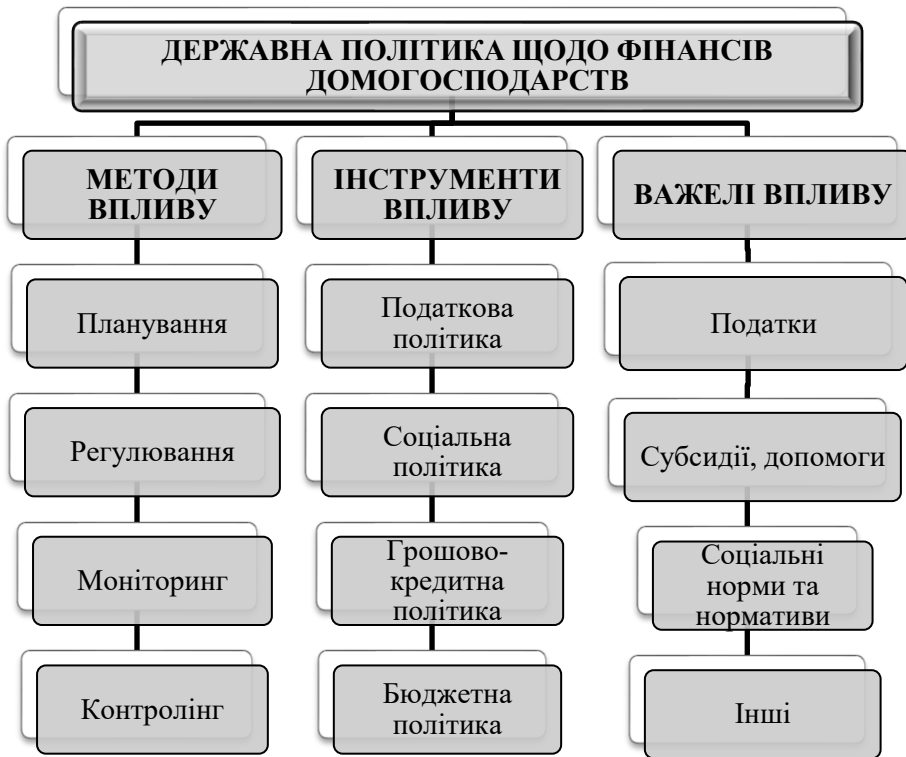 ДЕРЖАВНА ПОЛІТИКА ЩОДО ФІНАНСІВ
ДОМОГОСПОДАРСТВ
МЕТОДИ
ВПЛИВУ
Планування
Регулювання
Моніторинг
Контролінг
ІНСТРУМЕНТИ
ВПЛИВУ
Податкова
політика
Соціальна
політика
Грошово-
кредитна
політика
Бюджетна
політика
ВАЖЕЛІ ВПЛИВУ
Податки
Субсидії, допомоги
Соціальні
норми та
нормативи
Інші